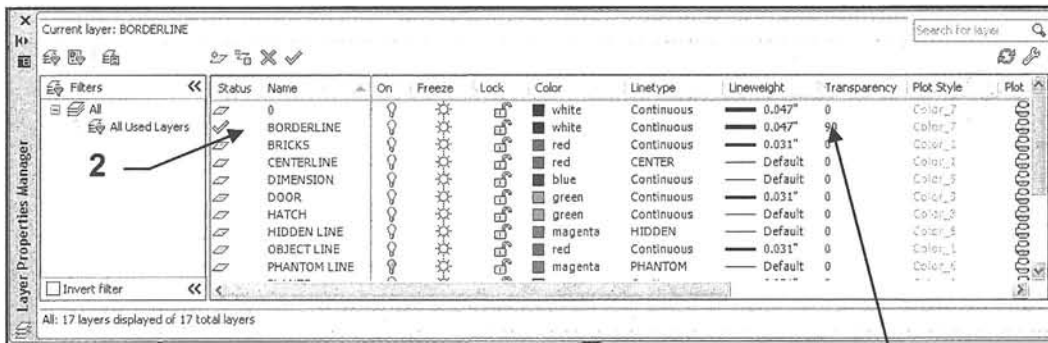 Current layer: BORDERLINE
Search for layer
Filters
All
All Used Layers
Invert filter
Status Name On Freeze Lock Color Linetype Lineweight Transparency Plot Style Plot
0 white Continuous 0.047" 0 Color_7
BORDERLINE white Continuous 0.047" 90 Color_7
BRICKS red Continuous 0.031" 0 Color_1
CENTERLINE red CENTER Default 0 Color_1
DIMENSION blue Continuous Default 0 Color_5
DOOR green Continuous 0.031" 0 Color_3
HATCH green Continuous Default 0 Color_3
HIDDEN LINE magenta HIDDEN Default 0 Color_6
OBJECT LINE red Continuous 0.031" 0 Color_1
PHANTOM LINE magenta PHANTOM Default 0 Color_6
2
All: 17 layers displayed of 17 total layers
Layer Properties Manager